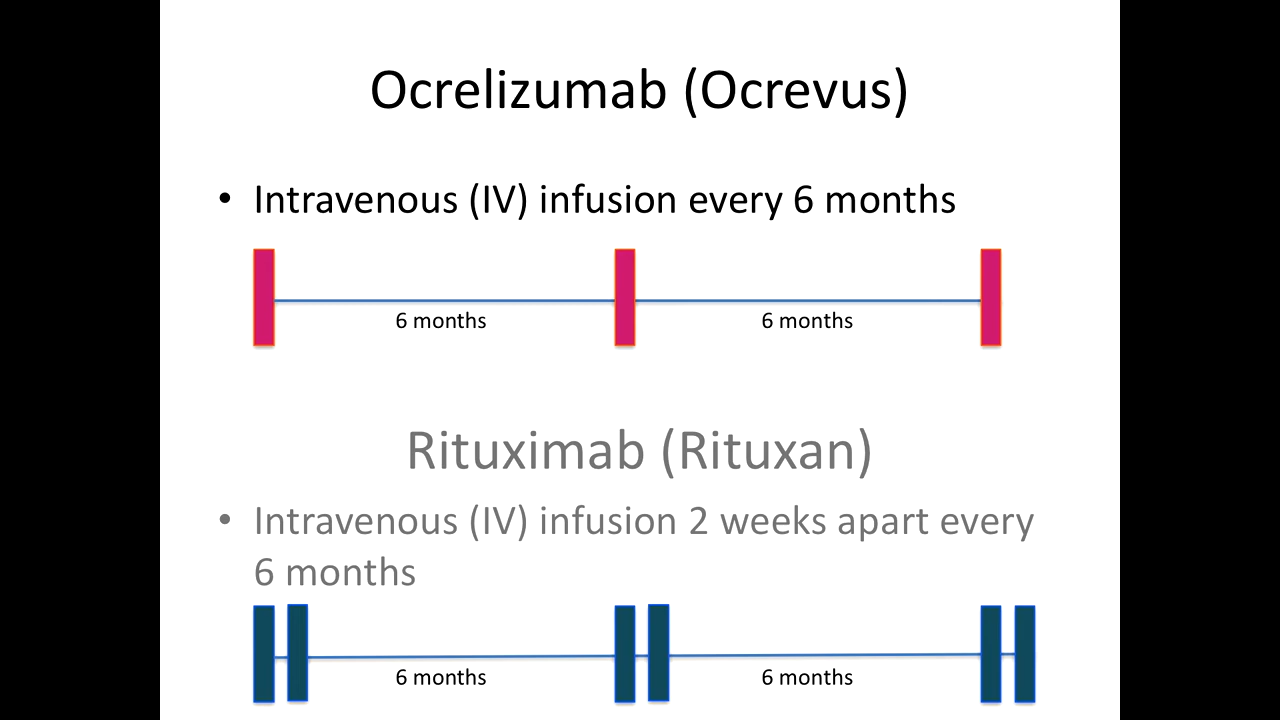 Ocrelizumab (Ocrevus)
• Intravenous (IV) infusion every 6 months
6 months 6 months
Rituximab (Rituxan)
• Intravenous (IV) infusion 2 weeks apart every
6 months
6 months 6 months